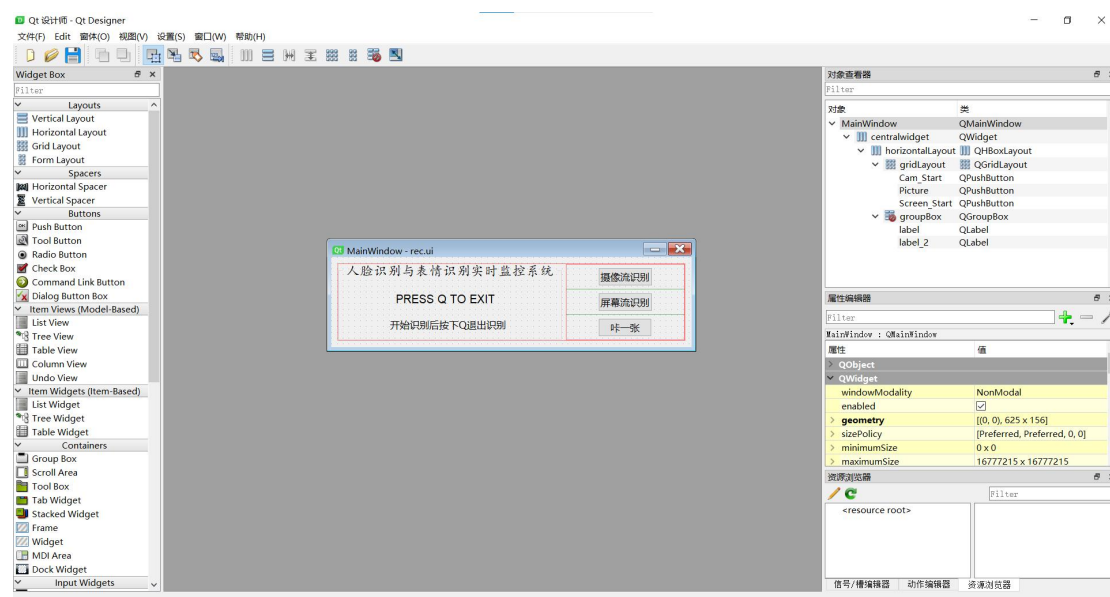 Qt 设计师 - Qt Designer
文件(F) Edit 窗体(O) 视图(V) 设置(S) 窗口(W) 帮助(H)
Widget Box
Filter
Layouts
Vertical Layout
Horizontal Layout
Grid Layout
Form Layout
Spacers
Horizontal Spacer
Vertical Spacer
Buttons
Push Button
Tool Button
Radio Button
Check Box
Command Link Button
Dialog Button Box
Item Views (Model-Based)
List View
Tree View
Table View
Column View
Undo View
Item Widgets (Item-Based)
List Widget
Tree Widget
Table Widget
Containers
Group Box
Scroll Area
Tool Box
Tab Widget
Stacked Widget
Frame
Widget
MDI Area
Dock Widget
Input Widgets
MainWindow - rec.ui
人脸识别与表情识别实时监控系统
PRESS Q TO EXIT
开始识别后按下Q退出识别
摄像流识别
屏幕流识别
咔一张
对象查看器
Filter
对象 类
MainWindow QMainWindow
centralwidget QWidget
horizontalLayout QHBoxLayout
gridLayout QGridLayout
Cam_Start QPushButton
Picture QPushButton
Screen_Start QPushButton
groupBox QGroupBox
label QLabel
label_2 QLabel
属性编辑器
Filter
MainWindow : QMainWindow
属性 值
QObject
QWidget
windowModality NonModal
enabled
geometry [(0, 0), 625 x 156]
sizePolicy [Preferred, Preferred, 0, 0]
minimumSize 0 x 0
maximumSize 16777215 x 16777215
资源浏览器
Filter
<resource root>
信号/槽编辑器 动作编辑器 资源浏览器